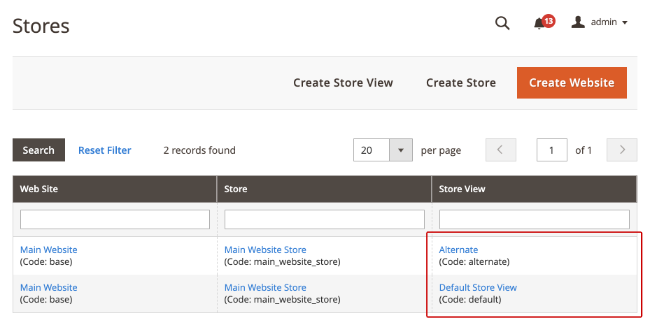 Stores
13
admin
Create Store View
Create Store
Create Website
Search
Reset Filter
2 records found
20
per page
1
of 1
Web Site
Store
Store View
Main Website
(Code: base)
Main Website Store
(Code: main_website_store)
Alternate
(Code: alternate)
Main Website
(Code: base)
Main Website Store
(Code: main_website_store)
Default Store View
(Code: default)